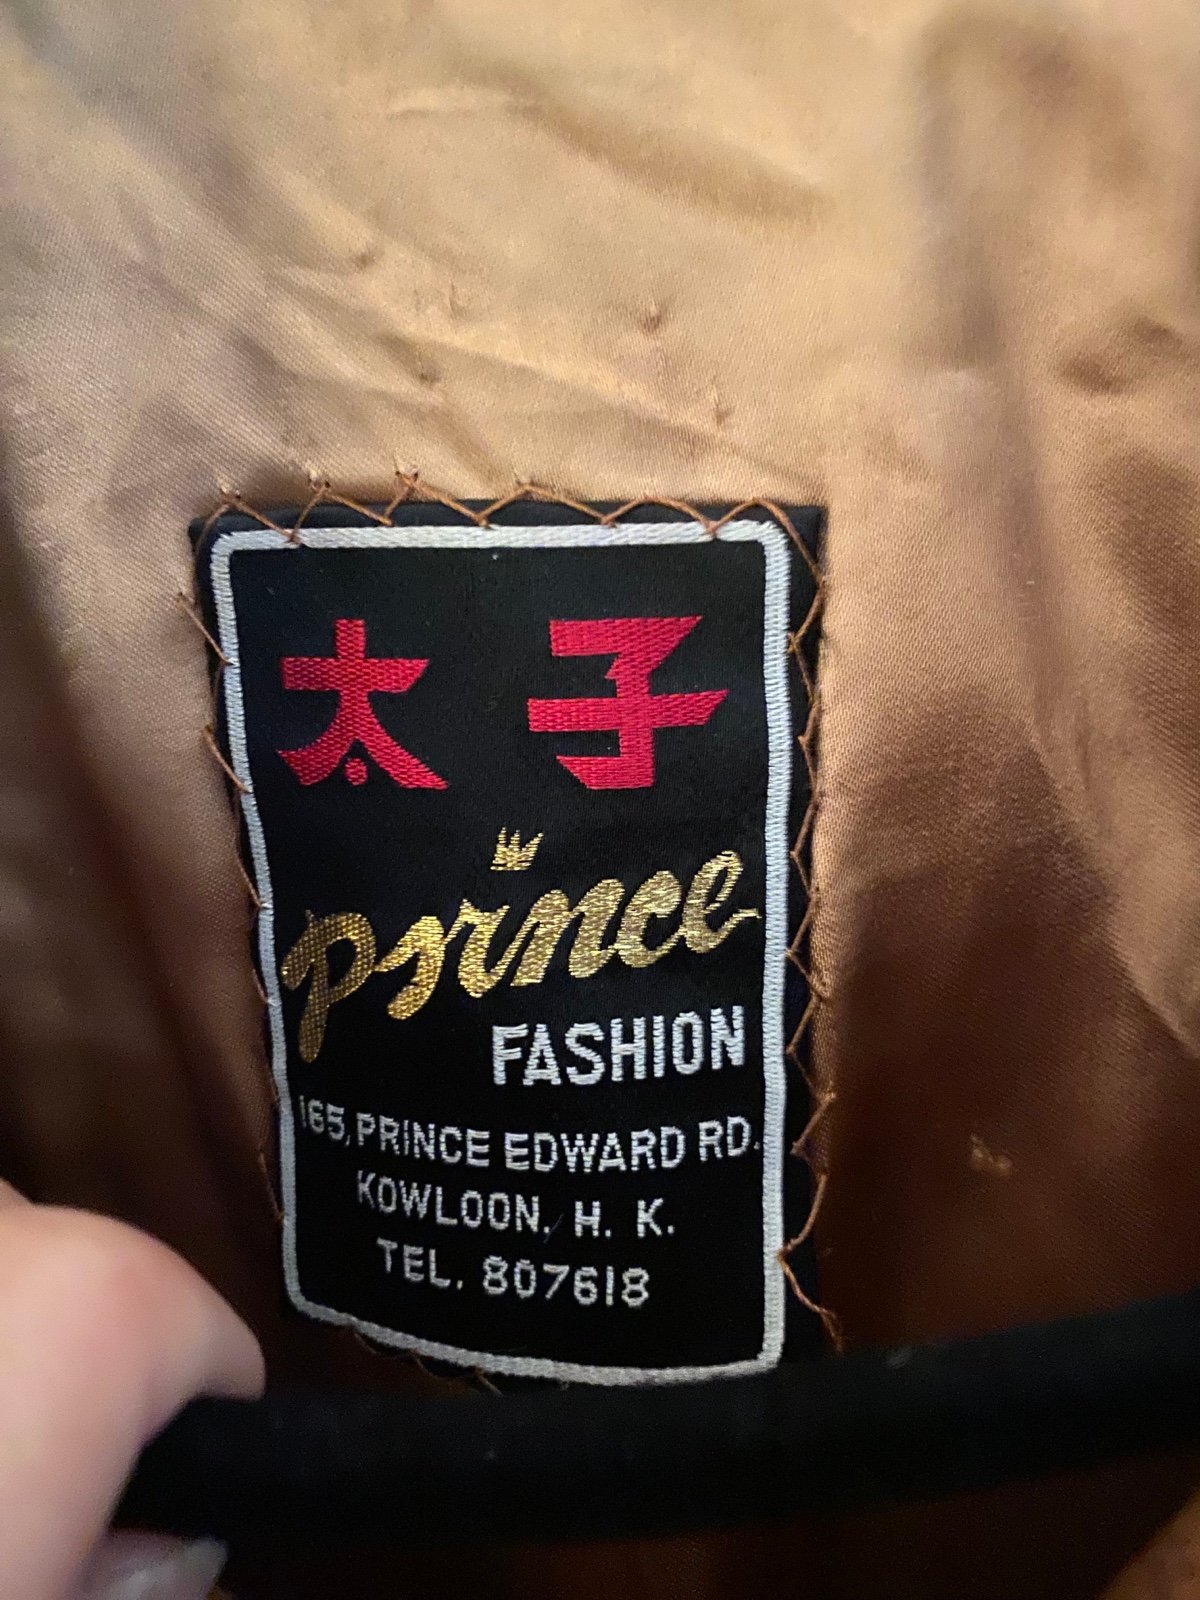 太子
prince
FASHION
165, PRINCE EDWARD RD.
KOWLOON, H. K.
TEL. 807618